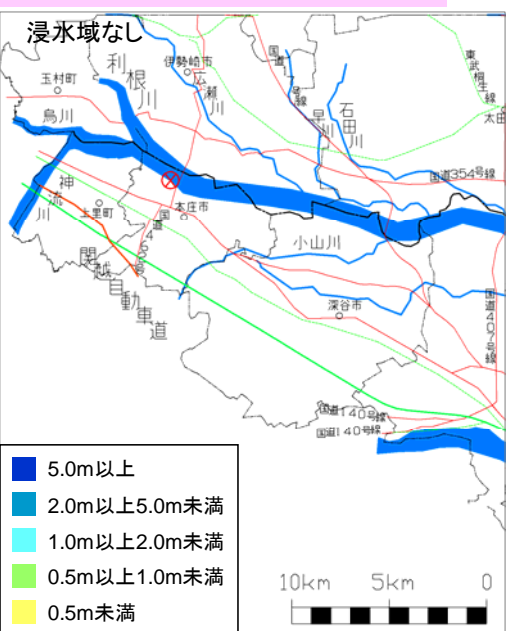 浸水域なし
伊勢崎市
玉村町
利根川
広瀬川
早川
石田川
東武桐生線
太田
烏川
国道354号線
神流川
上里町
本庄市
国道462号
小山川
関越自動車道
深谷市
国道407号線
国道140号線
国道140号線
5.0m以上
2.0m以上5.0m未満
1.0m以上2.0m未満
0.5m以上1.0m未満
0.5m未満
10km 5km 0